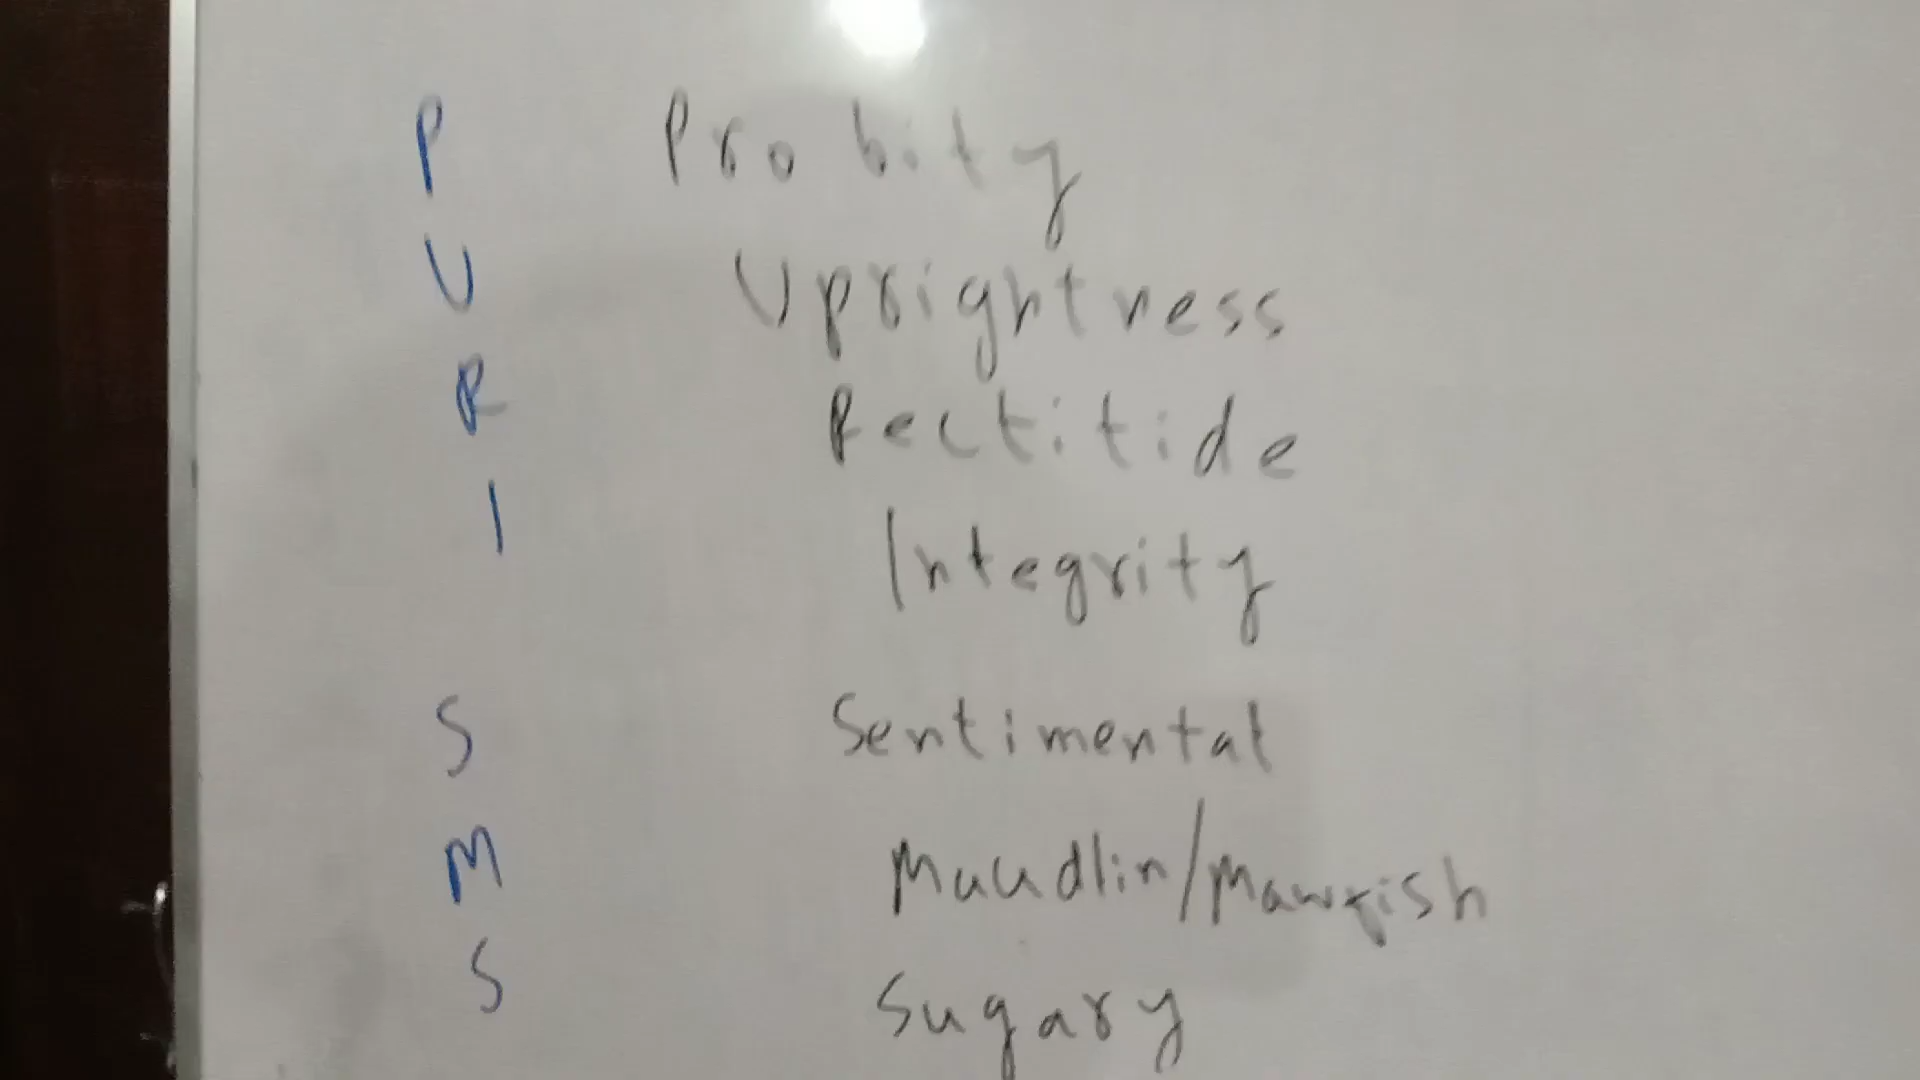 P Probity
U Uprightness
R Rectitide
I Integrity
S Sentimental
M Maudlin/Mawkish
S Sugary